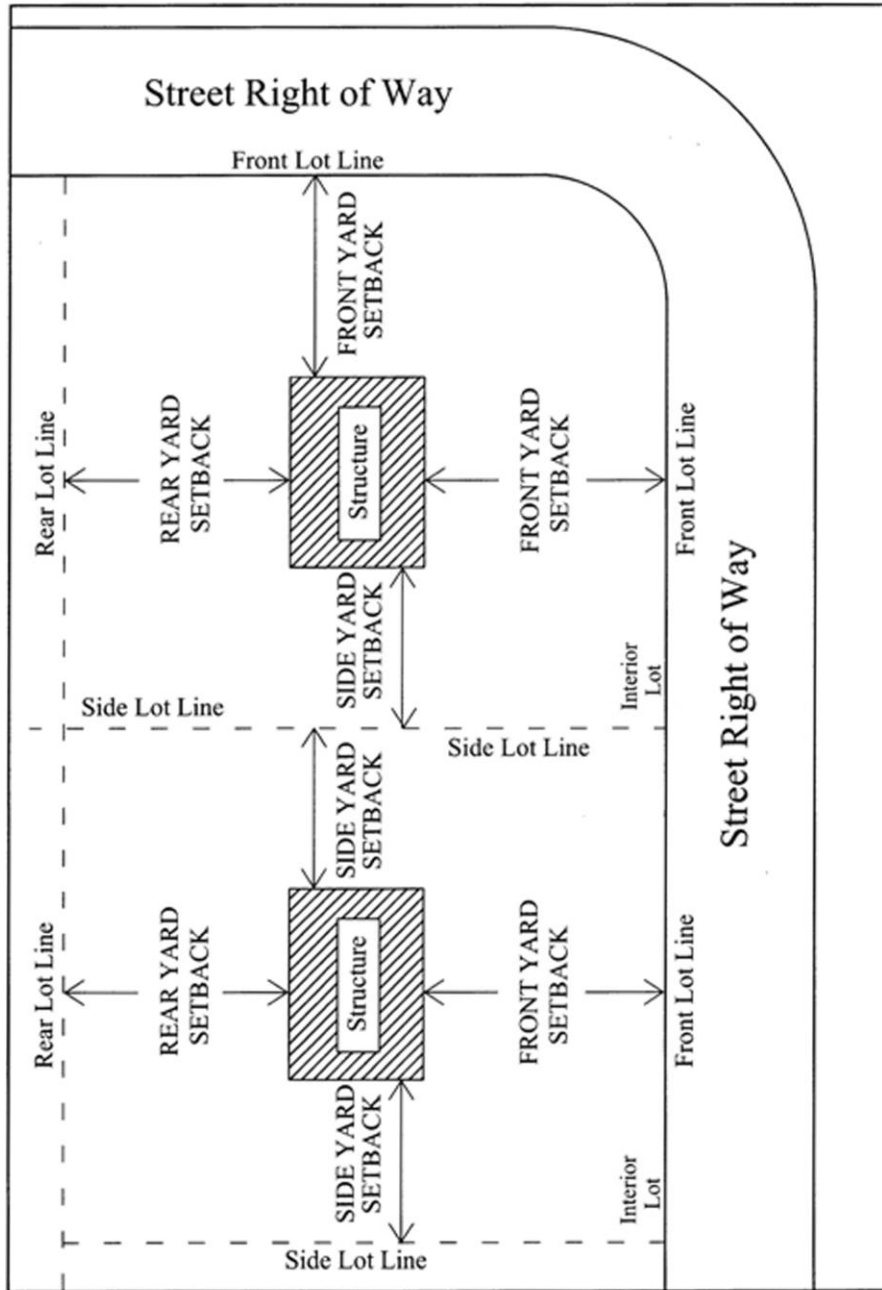 Street Right of Way
Front Lot Line
FRONT YARD
SETBACK
Rear Lot Line
REAR YARD
SETBACK
Structure
FRONT YARD
SETBACK
Front Lot Line
SIDE YARD
SETBACK
Interior
Lot
Side Lot Line
Side Lot Line
Street Right of Way
SIDE YARD
SETBACK
Rear Lot Line
REAR YARD
SETBACK
Structure
FRONT YARD
SETBACK
Front Lot Line
SIDE YARD
SETBACK
Interior
Lot
Side Lot Line